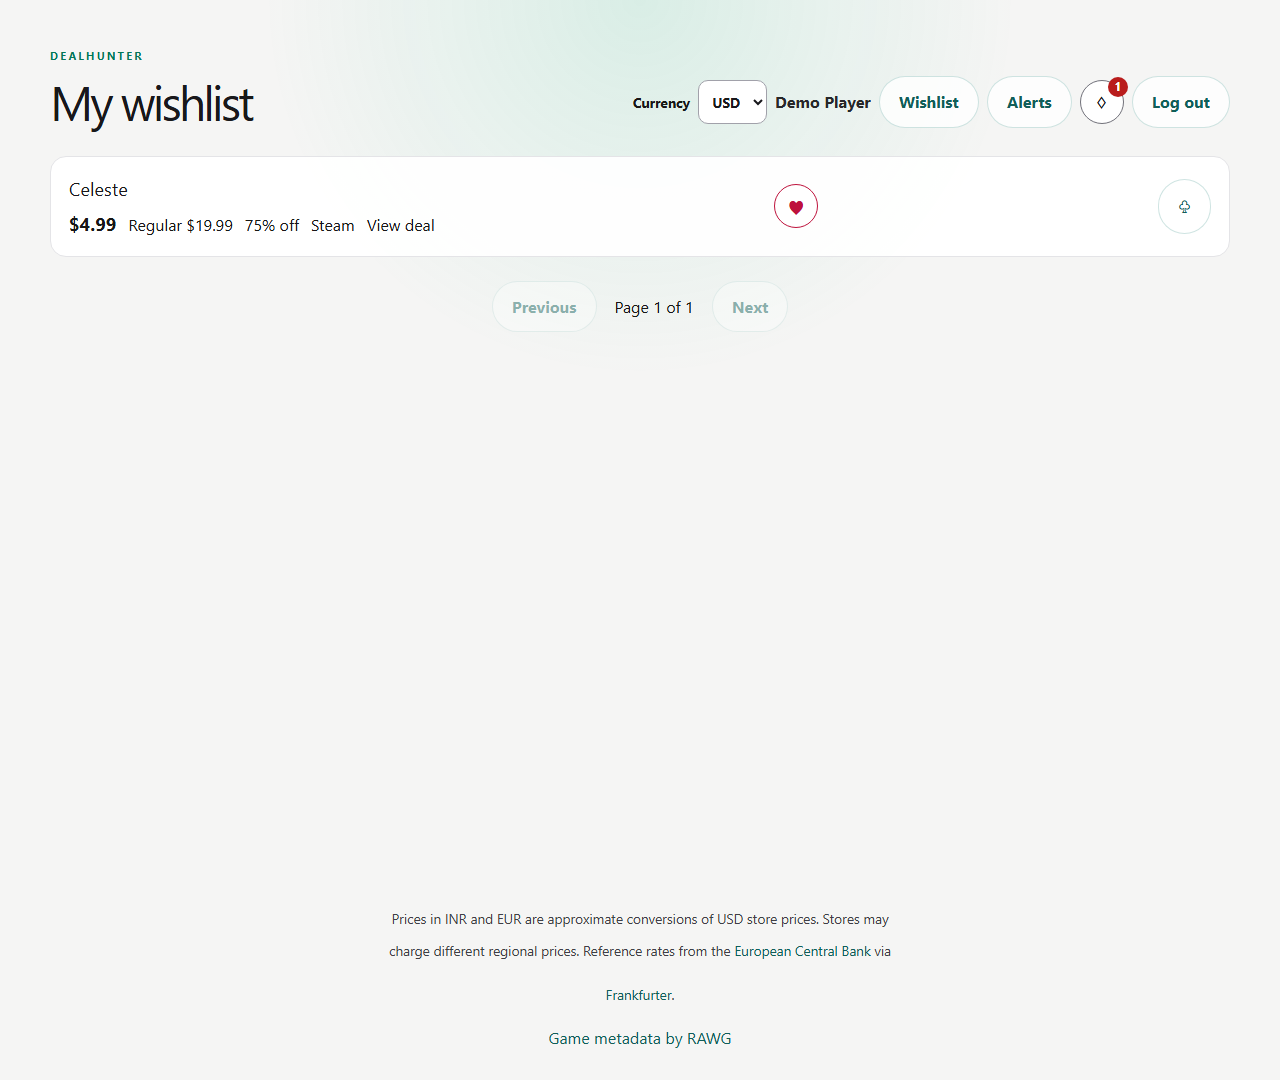 DEALHUNTER
My wishlist
Currency USD Demo Player Wishlist Alerts 1 Log out
Celeste
$4.99 Regular $19.99 75% off Steam View deal
Previous Page 1 of 1 Next
Prices in INR and EUR are approximate conversions of USD store prices. Stores may
charge different regional prices. Reference rates from the European Central Bank via
Frankfurter.
Game metadata by RAWG